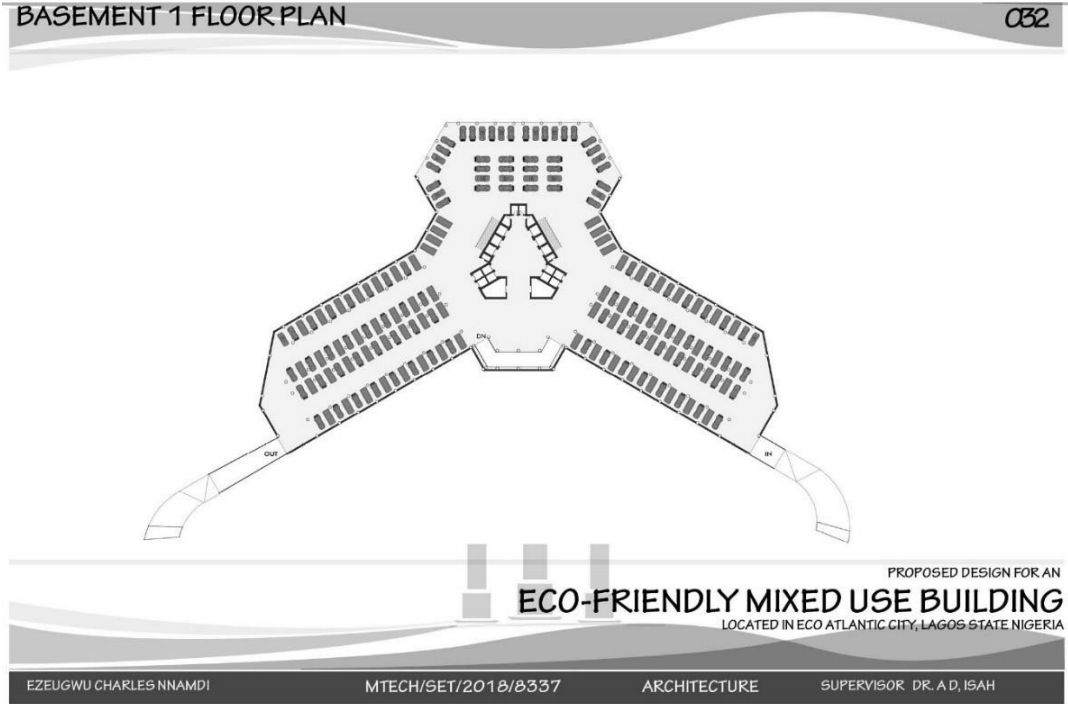 BASEMENT 1 FLOOR PLAN
032
DN
OUT
IN
PROPOSED DESIGN FOR AN
ECO-FRIENDLY MIXED USE BUILDING
LOCATED IN ECO ATLANTIC CITY, LAGOS STATE NIGERIA
EZEUGWU CHARLES NNAMDI
MTECH/SET/2018/8337
ARCHITECTURE
SUPERVISOR DR. A D, ISAH